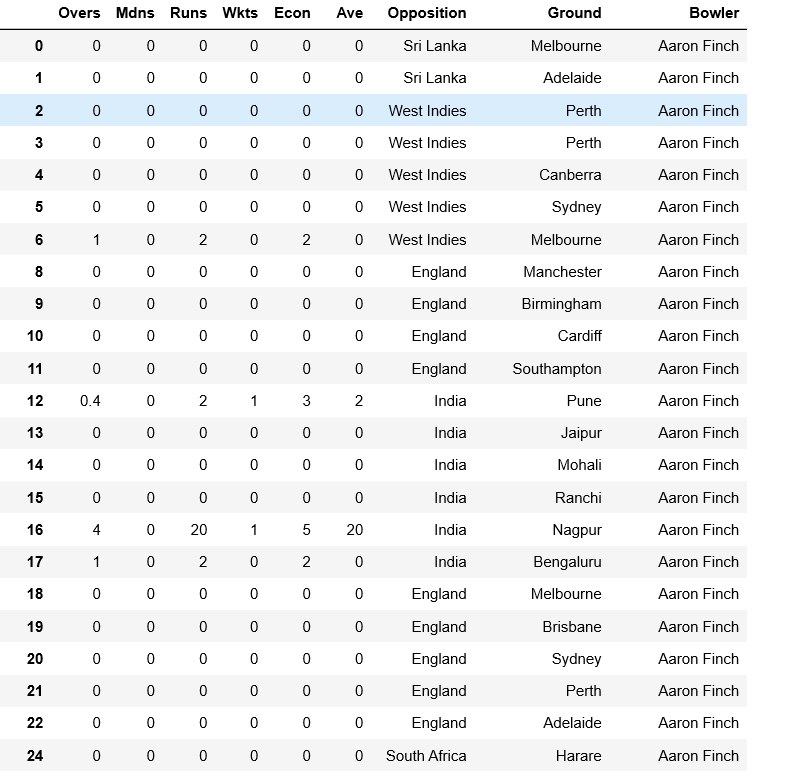 Overs Mdns Runs Wkts Econ Ave Opposition Ground Bowler
0 0 0 0 0 0 0 Sri Lanka Melbourne Aaron Finch
1 0 0 0 0 0 0 Sri Lanka Adelaide Aaron Finch
2 0 0 0 0 0 0 West Indies Perth Aaron Finch
3 0 0 0 0 0 0 West Indies Perth Aaron Finch
4 0 0 0 0 0 0 West Indies Canberra Aaron Finch
5 0 0 0 0 0 0 West Indies Sydney Aaron Finch
6 1 0 2 0 2 0 West Indies Melbourne Aaron Finch
8 0 0 0 0 0 0 England Manchester Aaron Finch
9 0 0 0 0 0 0 England Birmingham Aaron Finch
10 0 0 0 0 0 0 England Cardiff Aaron Finch
11 0 0 0 0 0 0 England Southampton Aaron Finch
12 0.4 0 2 1 3 2 India Pune Aaron Finch
13 0 0 0 0 0 0 India Jaipur Aaron Finch
14 0 0 0 0 0 0 India Mohali Aaron Finch
15 0 0 0 0 0 0 India Ranchi Aaron Finch
16 4 0 20 1 5 20 India Nagpur Aaron Finch
17 1 0 2 0 2 0 India Bengaluru Aaron Finch
18 0 0 0 0 0 0 England Melbourne Aaron Finch
19 0 0 0 0 0 0 England Brisbane Aaron Finch
20 0 0 0 0 0 0 England Sydney Aaron Finch
21 0 0 0 0 0 0 England Perth Aaron Finch
22 0 0 0 0 0 0 England Adelaide Aaron Finch
24 0 0 0 0 0 0 South Africa Harare Aaron Finch